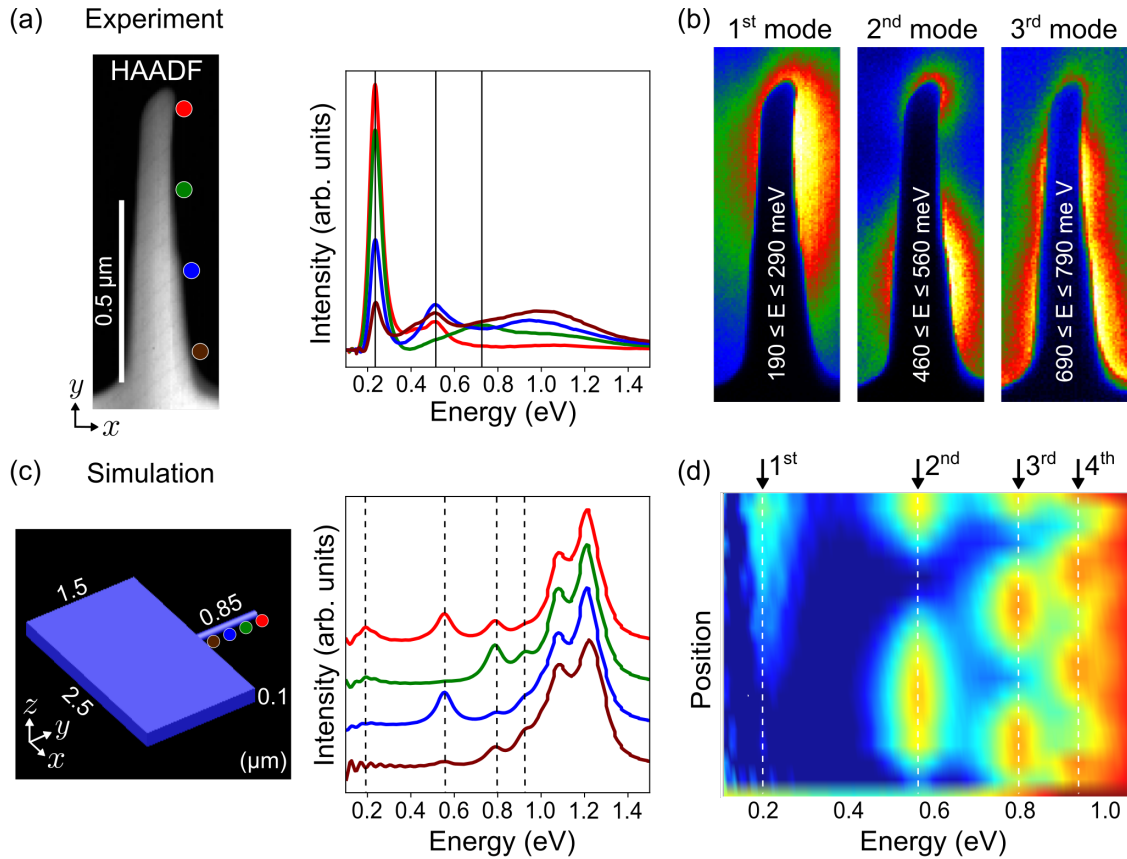 (a) Experiment
HAADF
0.5 μm
y
x
Intensity (arb. units)
0.2 0.4 0.6 0.8 1.0 1.2 1.4
Energy (eV)
(b)
1st mode 2nd mode 3rd mode
190 ≤ E ≤ 290 meV
460 ≤ E ≤ 560 meV
690 ≤ E ≤ 790 me V
(c) Simulation
1.5
0.85
2.5
0.1
z
y
x
(μm)
Intensity (arb. units)
0.2 0.4 0.6 0.8 1.0 1.2 1.4
Energy (eV)
(d)
1st 2nd 3rd 4th
Position
0.2 0.4 0.6 0.8 1.0
Energy (eV)